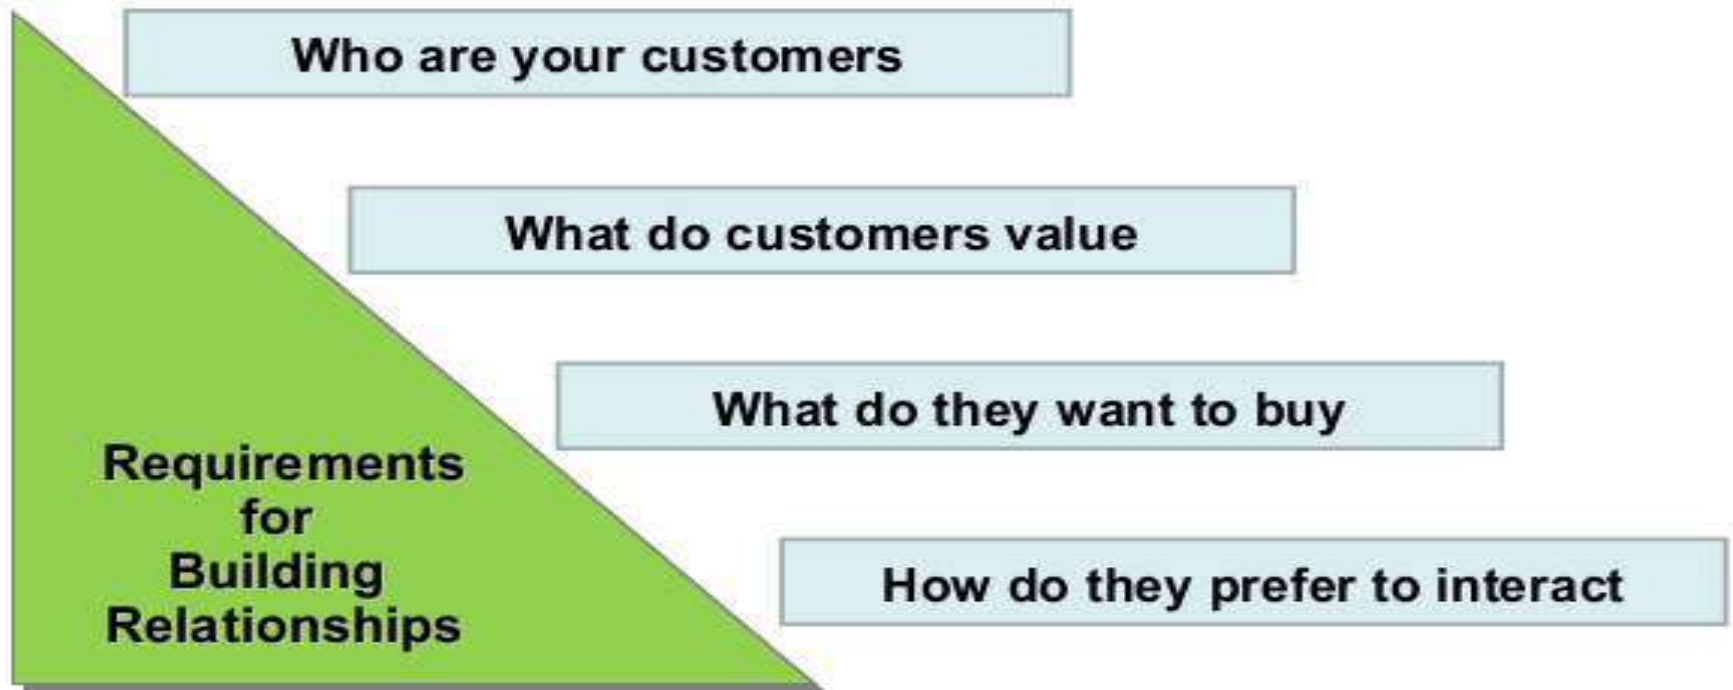 Who are your customers
What do customers value
What do they want to buy
How do they prefer to interact
Requirements
for
Building
Relationships